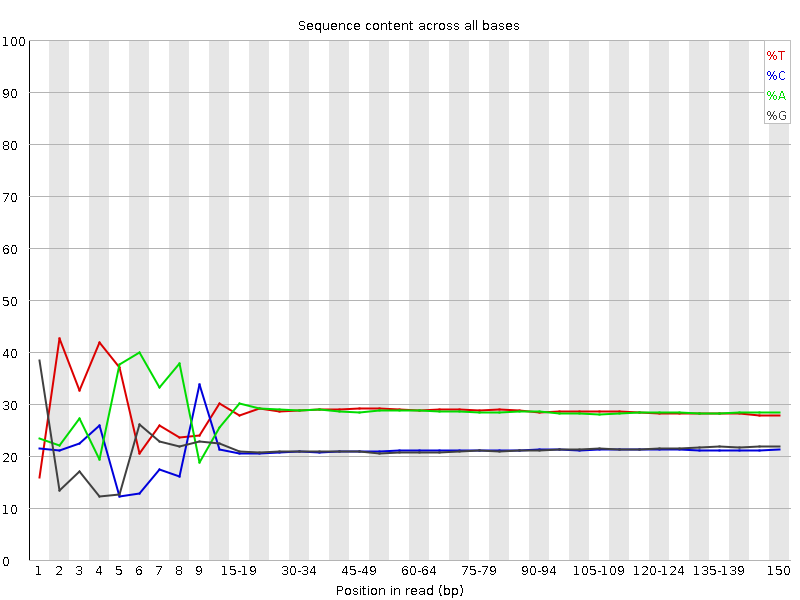 Sequence content across all bases
%T
%C
%A
%G
100
90
80
70
60
50
40
30
20
10
0
1 2 3 4 5 6 7 8 9 15-19 30-34 45-49 60-64 75-79 90-94 105-109 120-124 135-139 150
Position in read (bp)